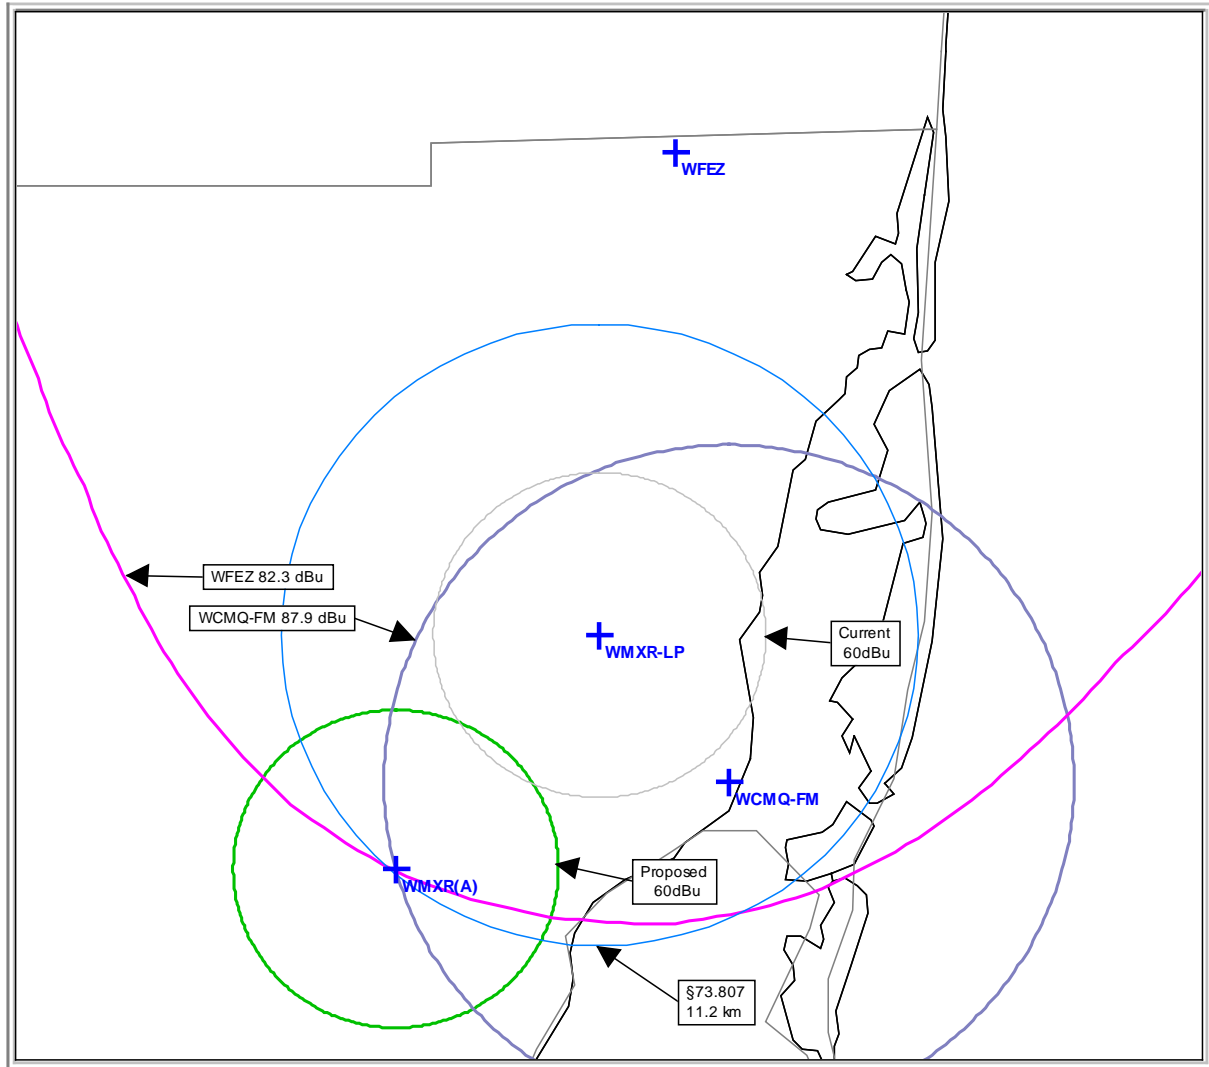 WFEZ
WFEZ 82.3 dBu
WCMQ-FM 87.9 dBu
Current
60dBu
WMXR-LP
WCMQ-FM
Proposed
60dBu
WMXR(A)
§73.807
11.2 km